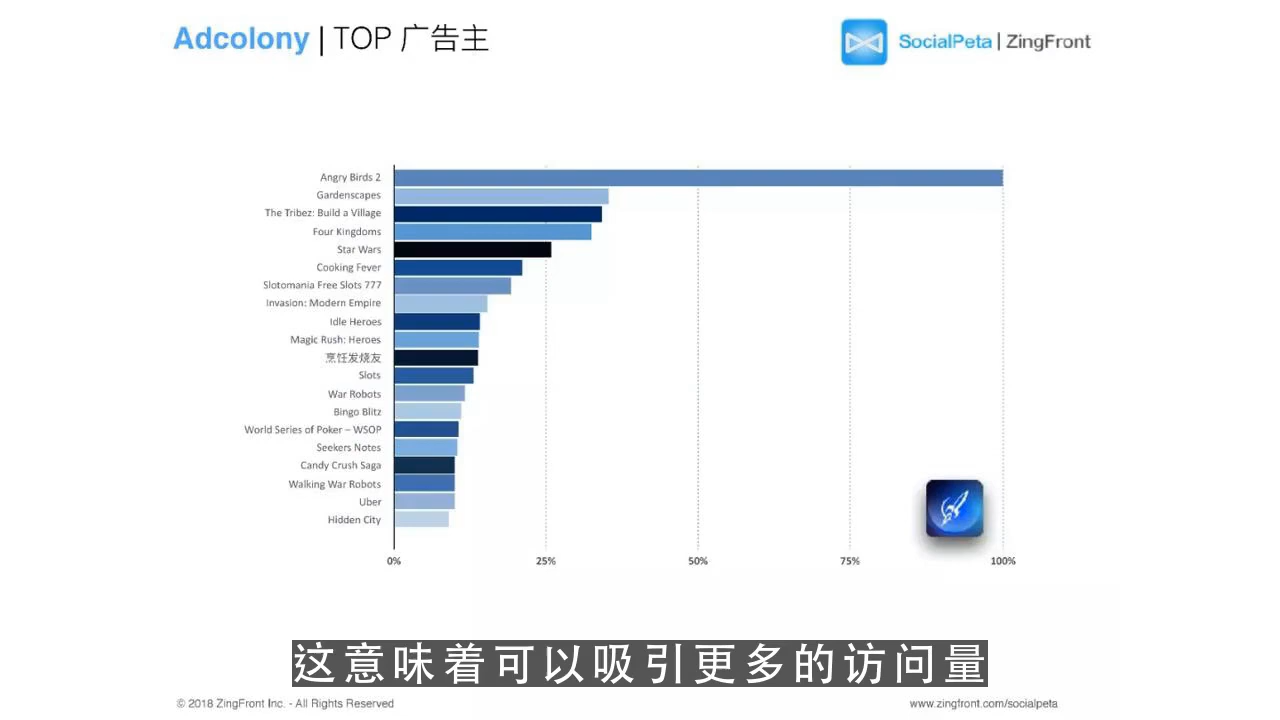 Adcolony | TOP 广告主
SocialPeta | ZingFront
Angry Birds 2
Gardenscapes
The Tribez: Build a Village
Four Kingdoms
Star Wars
Cooking Fever
Slotomania Free Slots 777
Invasion: Modern Empire
Idle Heroes
Magic Rush: Heroes
烹饪发烧友
Slots
War Robots
Bingo Blitz
World Series of Poker – WSOP
Seekers Notes
Candy Crush Saga
Walking War Robots
Uber
Hidden City
0% 25% 50% 75% 100%
这意味着可以吸引更多的访问量
© 2018 ZingFront Inc. - All Rights Reserved
www.zingfront.com/socialpeta